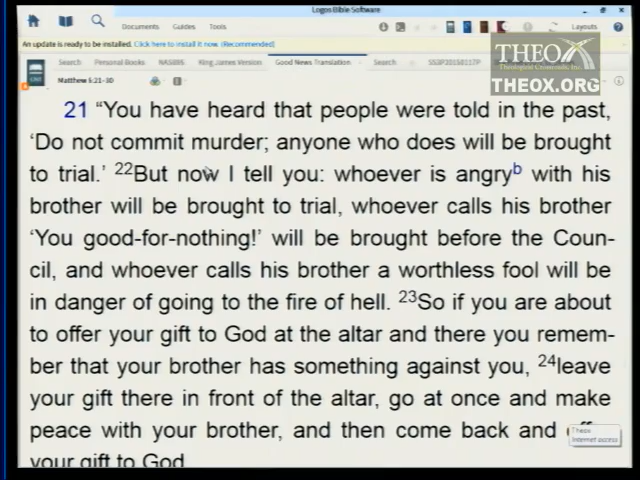 Logos Bible Software
Documents Guides Tools
Layouts
An update is ready to be installed. Click here to install it now. (Recommended)
THEOX
THEOX.ORG
Search Personal Books NASB95 King James Version Good News Translation Search
Matthew 5:21-30
21 “You have heard that people were told in the past,
‘Do not commit murder; anyone who does will be brought
to trial.’ 22But now I tell you: whoever is angryb with his
brother will be brought to trial, whoever calls his brother
‘You good-for-nothing!’ will be brought before the Coun-
cil, and whoever calls his brother a worthless fool will be
in danger of going to the fire of hell. 23So if you are about
to offer your gift to God at the altar and there you remem-
ber that your brother has something against you, 24leave
your gift there in front of the altar, go at once and make
peace with your brother, and then come back and
your gift to God
Theox
Internet access